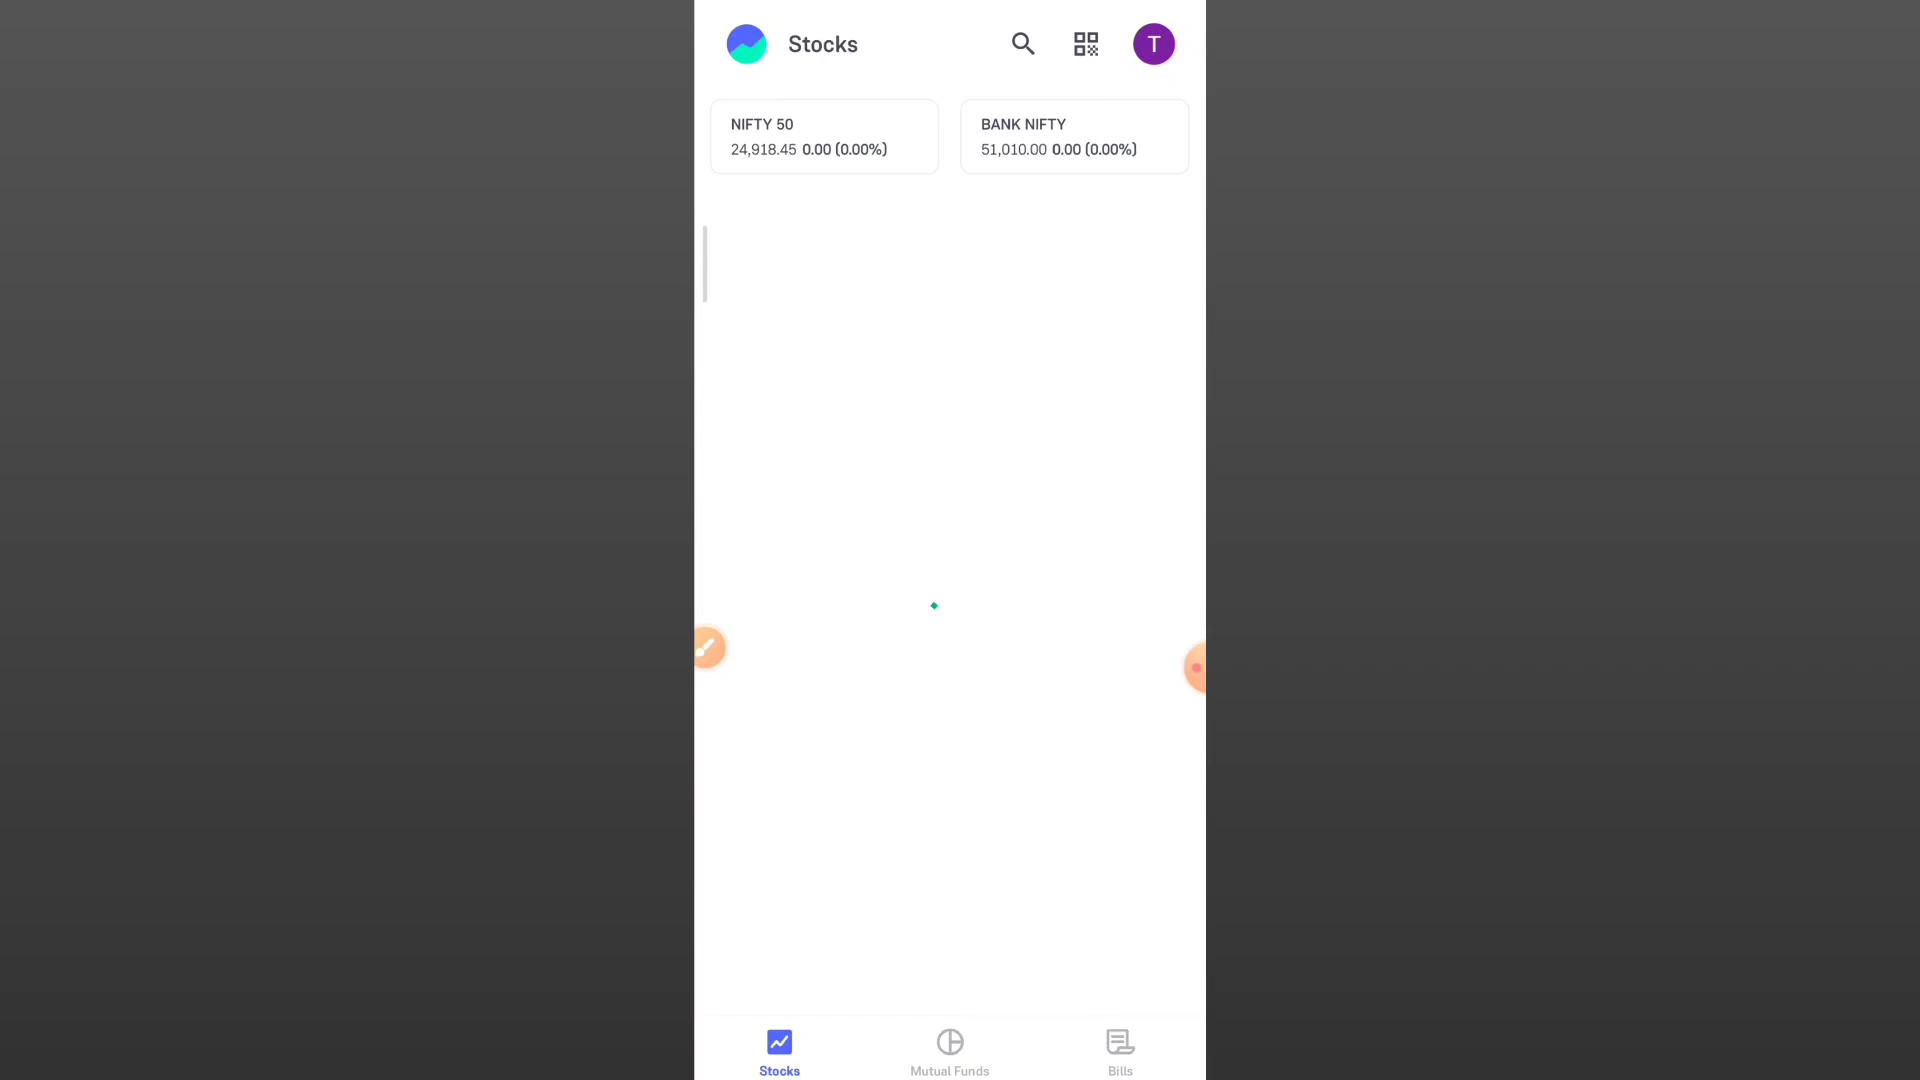 Stocks
T
NIFTY 50
24,918.45 0.00 (0.00%)
BANK NIFTY
51,010.00 0.00 (0.00%)
Stocks
Mutual Funds
Bills